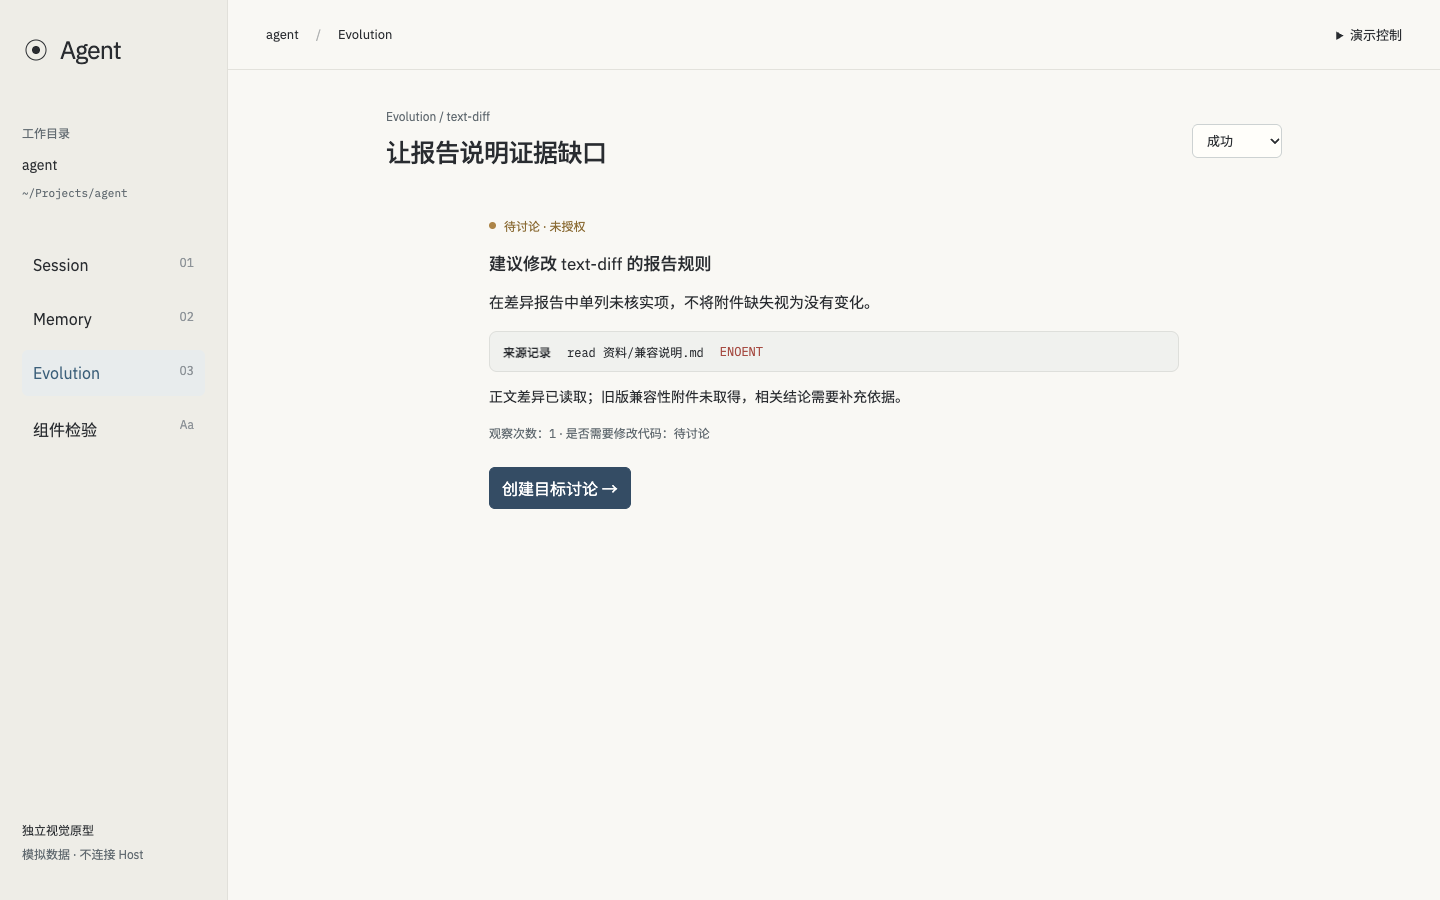 Agent
工作目录
agent
~/Projects/agent
Session 01
Memory 02
Evolution 03
组件检验 Aa
独立视觉原型
模拟数据 · 不连接 Host
agent / Evolution
▶ 演示控制
Evolution / text-diff
让报告说明证据缺口
成功
待讨论 · 未授权
建议修改 text-diff 的报告规则
在差异报告中单列未核实项，不将附件缺失视为没有变化。
来源记录 read 资料/兼容说明.md ENOENT
正文差异已读取；旧版兼容性附件未取得，相关结论需要补充依据。
观察次数：1 · 是否需要修改代码：待讨论
创建目标讨论 →